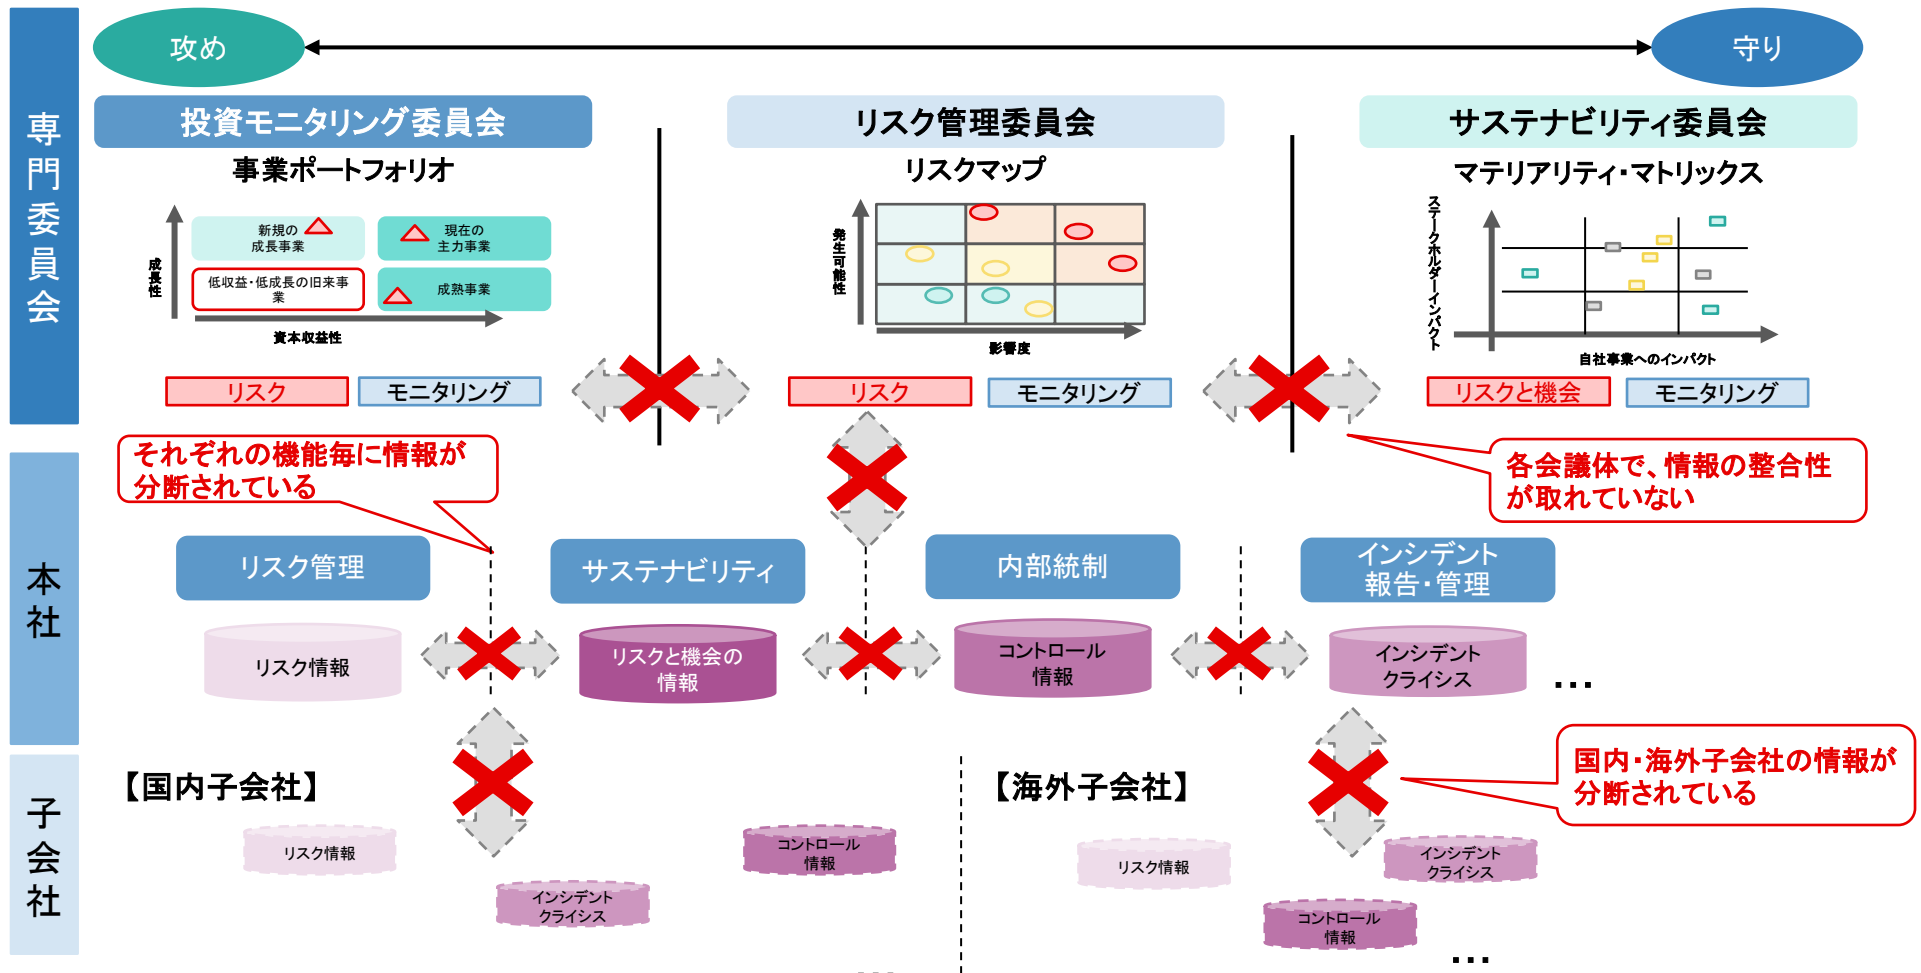 専門委員会
攻め
守り
投資モニタリング委員会
リスク管理委員会
サステナビリティ委員会
事業ポートフォリオ
成長性
新規の
成長事業
現在の
主力事業
低収益・低成長の旧来事
業
成熟事業
資本収益性
リスク
モニタリング
リスクマップ
発生可能性
影響度
リスク
モニタリング
マテリアリティ・マトリックス
ステークホルダーインパクト
自社事業へのインパクト
リスクと機会
モニタリング
それぞれの機能毎に情報が
分断されている
各会議体で、情報の整合性
が取れていない
本社
リスク管理
サステナビリティ
内部統制
インシデント
報告・管理
リスク情報
リスクと機会の
情報
コントロール
情報
インシデント
クライシス
…
子会社
【国内子会社】
リスク情報
インシデント
クライシス
コントロール
情報
…
【海外子会社】
国内・海外子会社の情報が
分断されている
リスク情報
インシデント
クライシス
コントロール
情報
…